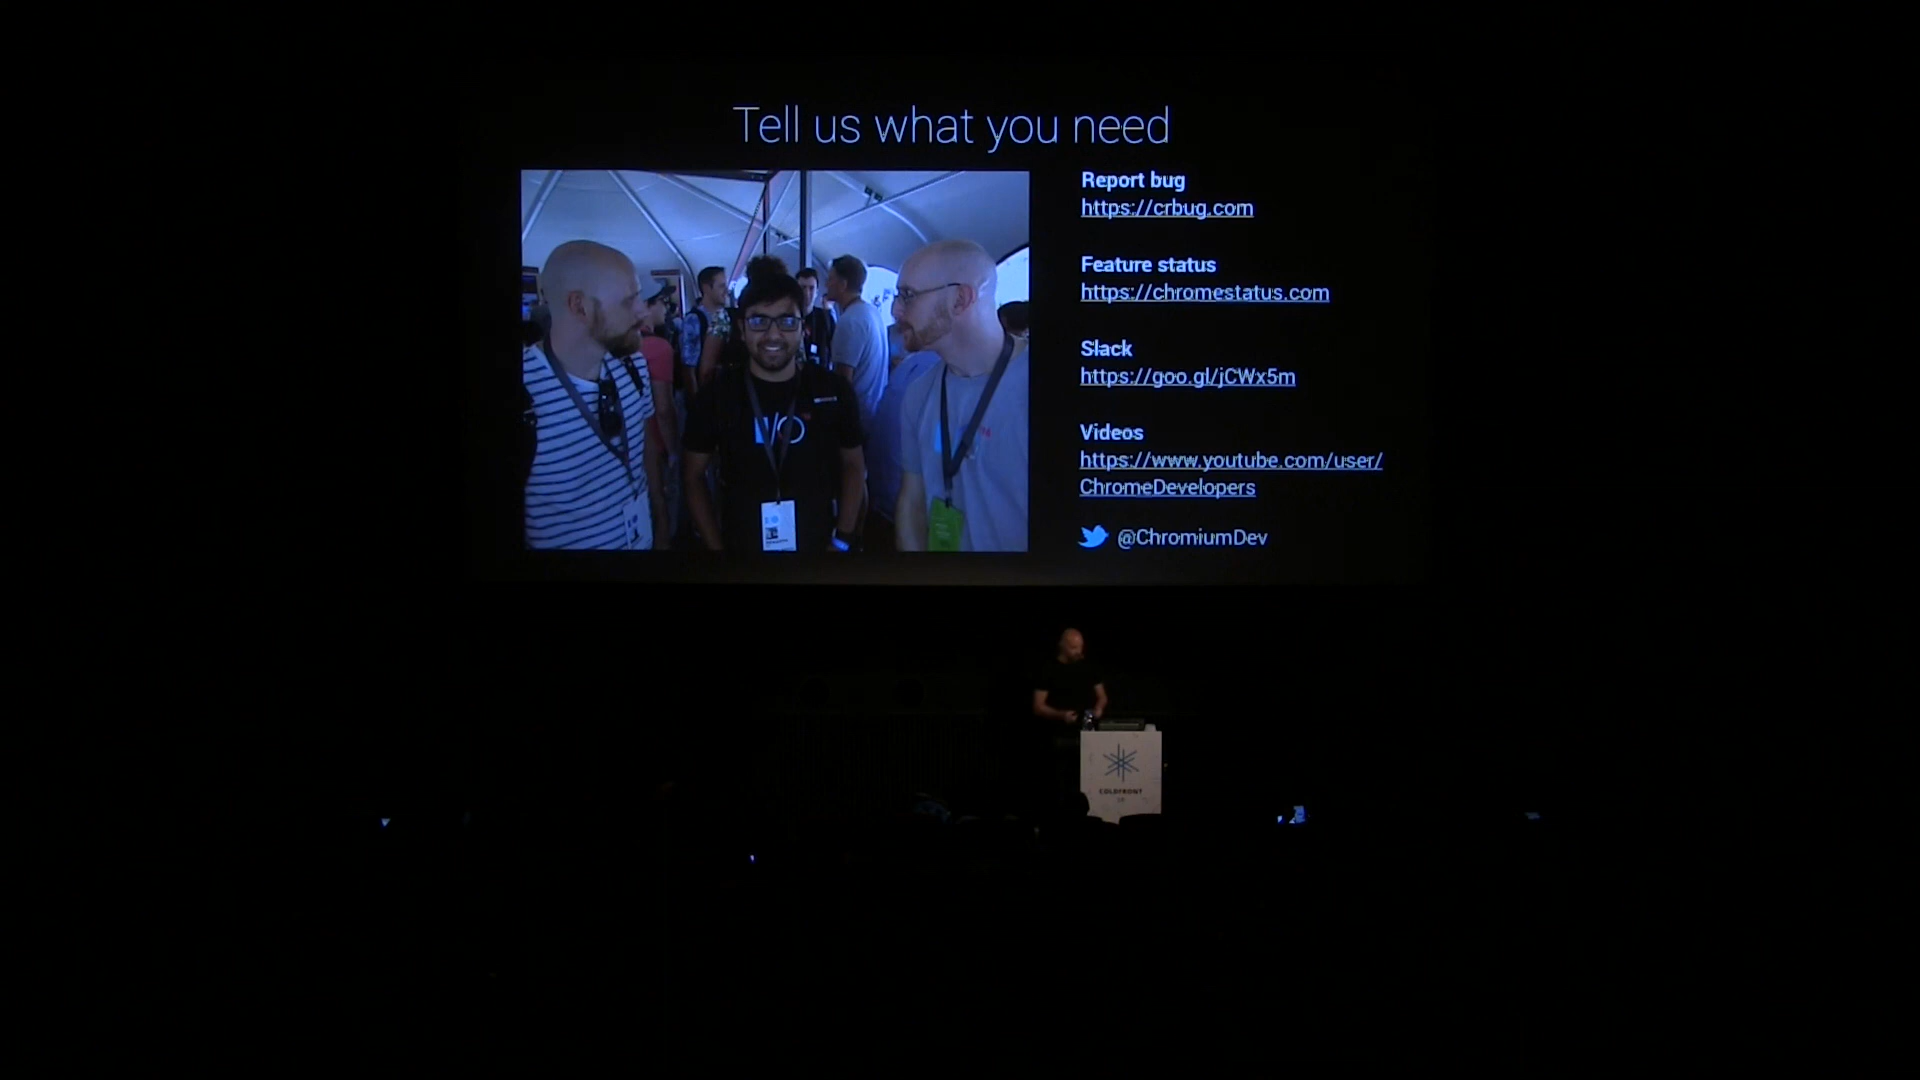 Tell us what you need
Report bug
https://crbug.com
Feature status
https://chromestatus.com
Slack
https://goo.gl/jCWx5m
Videos
https://www.youtube.com/user/
ChromeDevelopers
@ChromiumDev
I/O
COLDFRONT